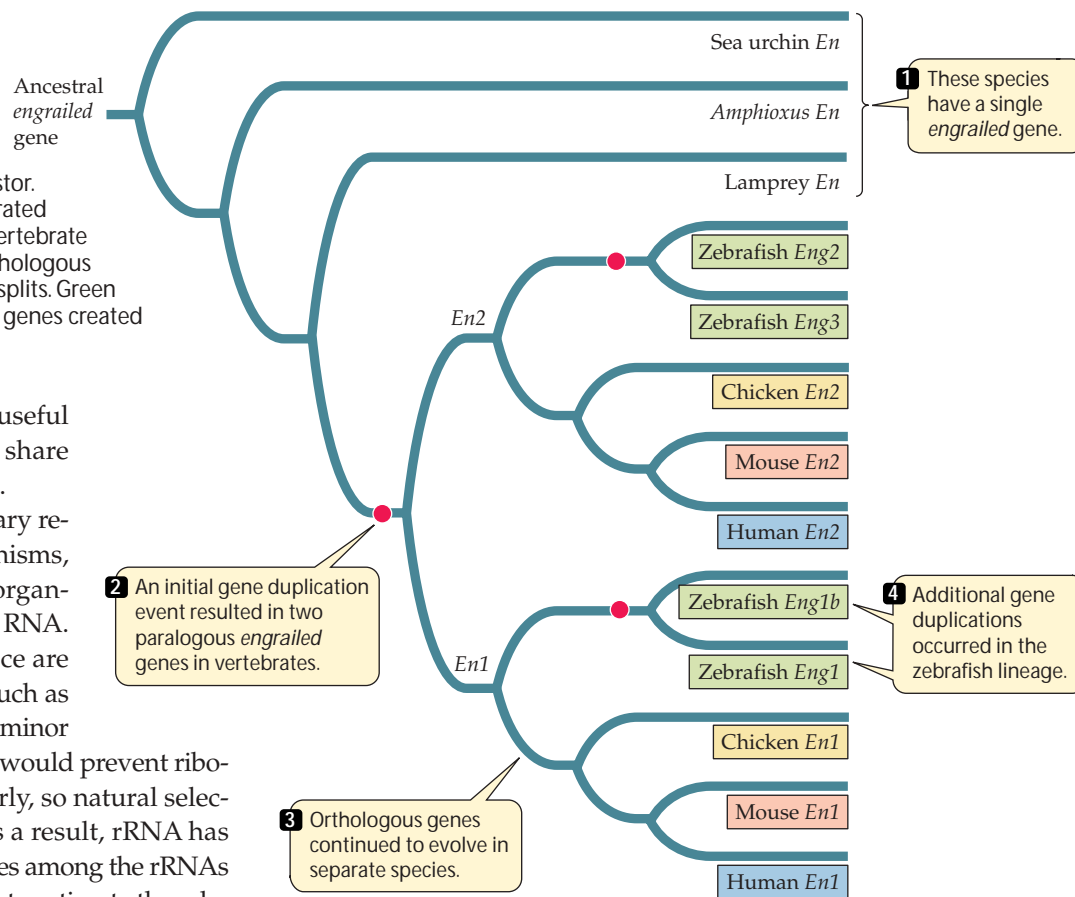 Sea urchin En
Ancestral
engrailed
gene
Amphioxus En
Lamprey En
1 These species
have a single
engrailed gene.
stor.
rated
ertebrate
hologous
splits. Green
genes created
En2
Zebrafish Eng2
Zebrafish Eng3
Chicken En2
Mouse En2
Human En2
useful
share
.
ary re-
nisms,
organ-
RNA.
ce are
uch as
minor
would prevent ribo-
rly, so natural selec-
s a result, rRNA has
es among the rRNAs
2 An initial gene duplication
event resulted in two
paralogous engrailed
genes in vertebrates.
En1
Zebrafish Eng1b
Zebrafish Eng1
4 Additional gene
duplications
occurred in the
zebrafish lineage.
Chicken En1
Mouse En1
Human En1
3 Orthologous genes
continued to evolve in
separate species.